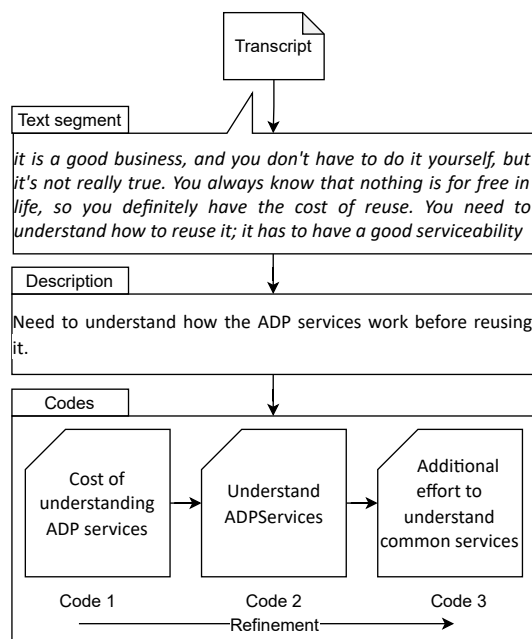 Transcript
Text segment
it is a good business, and you don't have to do it yourself, but
it's not really true. You always know that nothing is for free in
life, so you definitely have the cost of reuse. You need to
understand how to reuse it; it has to have a good serviceability
Description
Need to understand how the ADP services work before reusing
it.
Codes
Cost of
understanding
ADP services
Understand
ADPServices
Additional
effort to
understand
common services
Code 1
Code 2
Code 3
Refinement